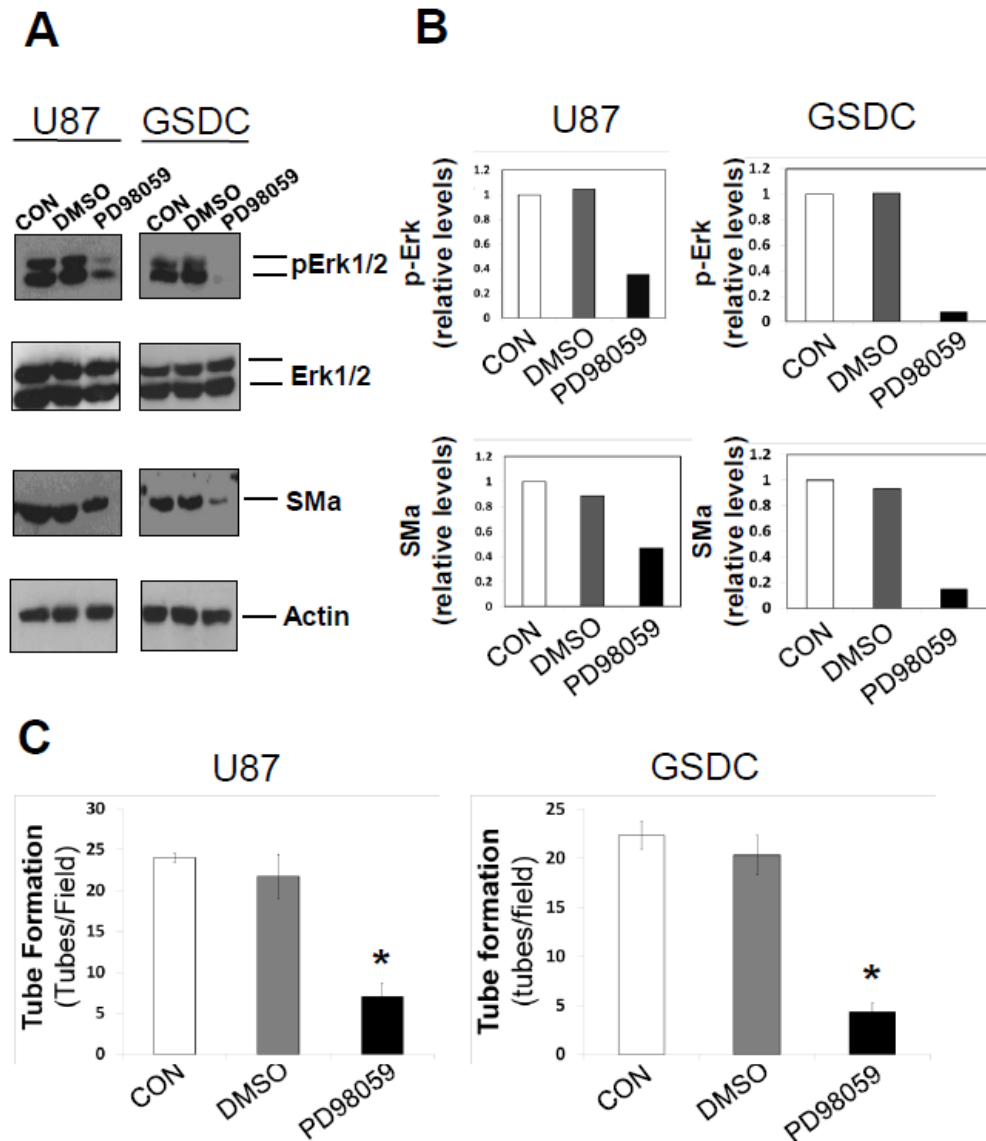 A
U87 GSDC
CON DMSO PD98059 CON DMSO PD98059
pErk1/2
Erk1/2
SMa
Actin
B
U87 GSDC
p-Erk
(relative levels)
1.2
1
0.8
0.6
0.4
0.2
0
CON DMSO PD98059
p-Erk
(relative levels)
1.2
1
0.8
0.6
0.4
0.2
0
CON DMSO PD98059
SMa
(relative levels)
1.2
1
0.8
0.6
0.4
0.2
0
CON DMSO PD98059
SMa
(relative levels)
1.2
1
0.8
0.6
0.4
0.2
0
CON DMSO PD98059
C
U87
Tube Formation
(Tubes/Field)
30
25
20
15
10
5
0
*
CON DMSO PD98059
GSDC
Tube formation
(tubes/field)
25
20
15
10
5
0
*
CON DMSO PD98059